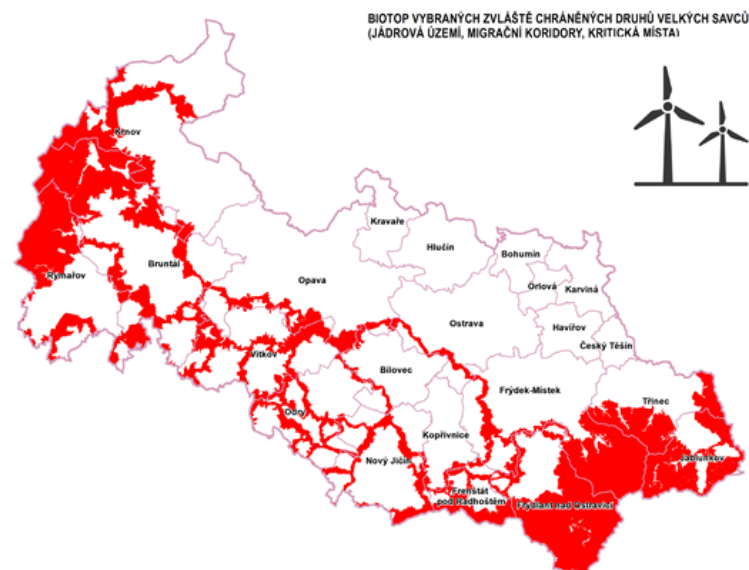 BIOTOP VYBRANÝCH ZVLÁŠTĚ CHRÁNĚNÝCH DRUHŮ VELKÝCH SAVCŮ
(JÁDROVÁ ÚZEMÍ, MIGRAČNÍ KORIDORY, KRITICKÁ MÍSTA)
Krnov
Kravaře
Hlučín
Bohumín
Rýmařov
Bruntál
Opava
Orlová
Karviná
Ostrava
Havířov
Český Těšín
Vítkov
Bílovec
Frýdek-Místek
Třinec
Odry
Kopřivnice
Nový Jičín
Jablunkov
Frenštát
pod Radhoštěm
Frýdlant nad Ostravicí